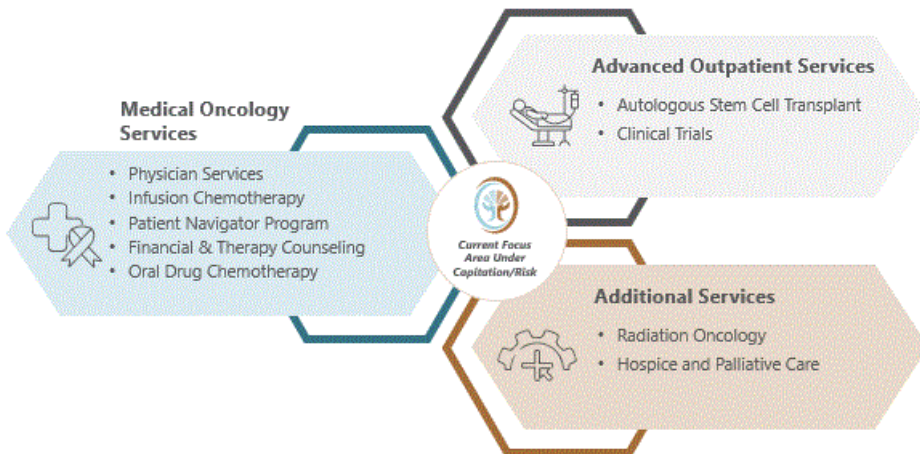 Medical Oncology
Services
• Physician Services
• Infusion Chemotherapy
• Patient Navigator Program
• Financial & Therapy Counseling
• Oral Drug Chemotherapy
Current Focus
Area Under
Capitation/Risk
Advanced Outpatient Services
• Autologous Stem Cell Transplant
• Clinical Trials
Additional Services
• Radiation Oncology
• Hospice and Palliative Care